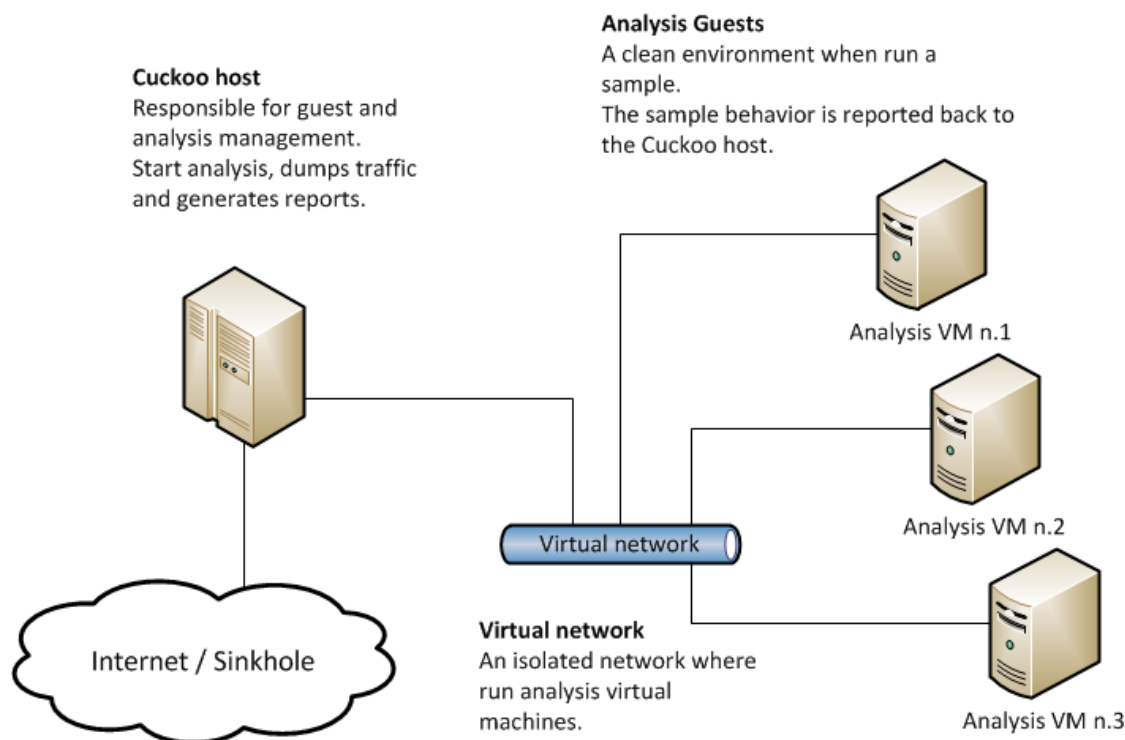 Cuckoo host
Responsible for guest and
analysis management.
Start analysis, dumps traffic
and generates reports.
Analysis Guests
A clean environment when run a
sample.
The sample behavior is reported back to
the Cuckoo host.
Analysis VM n.1
Analysis VM n.2
Virtual network
Internet / Sinkhole
Virtual network
An isolated network where
run analysis virtual
machines.
Analysis VM n.3